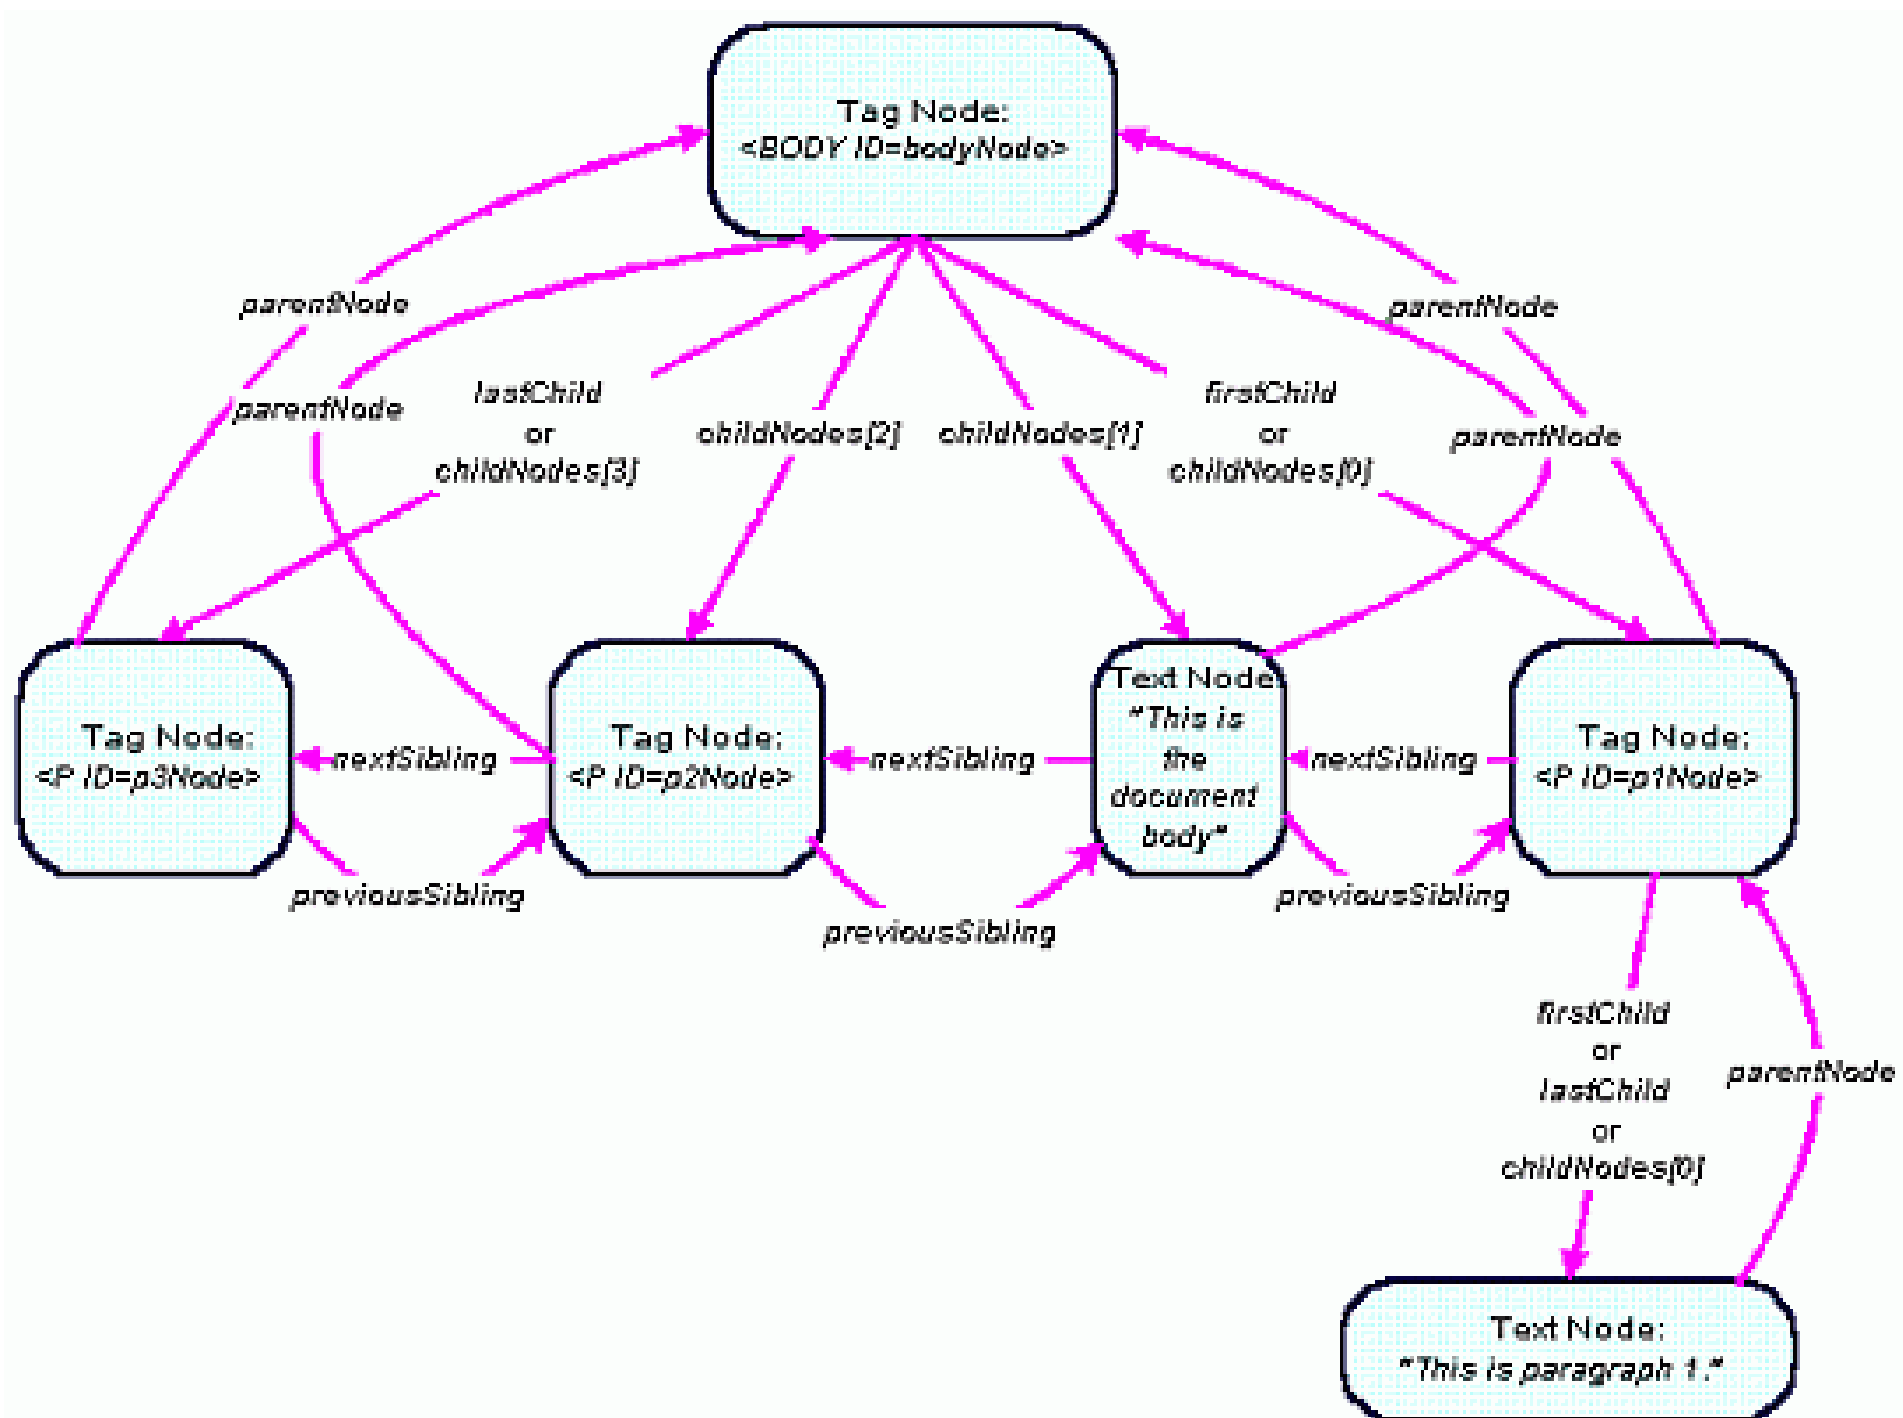 Tag Node:
<BODY ID=bodyNode>
parentNode
parentNode
parentNode
lastChild
or
childNodes[3]
childNodes[2]
childNodes[1]
firstChild
or
childNodes[0]
parentNode
Tag Node:
<P ID=p3Node>
nextSibling
previousSibling
Tag Node:
<P ID=p2Node>
nextSibling
previousSibling
Text Node:
"This is
the
document
body"
nextSibling
previousSibling
Tag Node:
<P ID=p1Node>
firstChild
or
lastChild
or
childNodes[0]
parentNode
Text Node:
"This is paragraph 1."